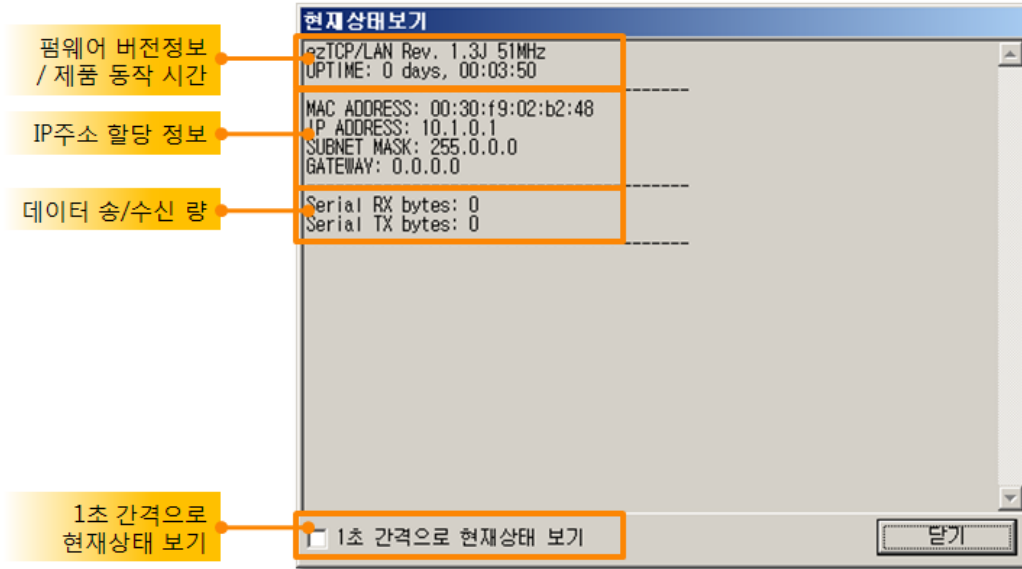 현재상태보기
펌웨어 버전정보
/ 제품 동작 시간
ezTCP/LAN Rev. 1.3J 51MHz
UPTIME: 0 days, 00:03:50
IP주소 할당 정보
MAC ADDRESS: 00:30:f9:02:b2:48
IP ADDRESS: 10.1.0.1
SUBNET MASK: 255.0.0.0
GATEWAY: 0.0.0.0
데이터 송/수신 량
Serial RX bytes: 0
Serial TX bytes: 0
1초 간격으로
현재상태 보기
1초 간격으로 현재상태 보기
닫기